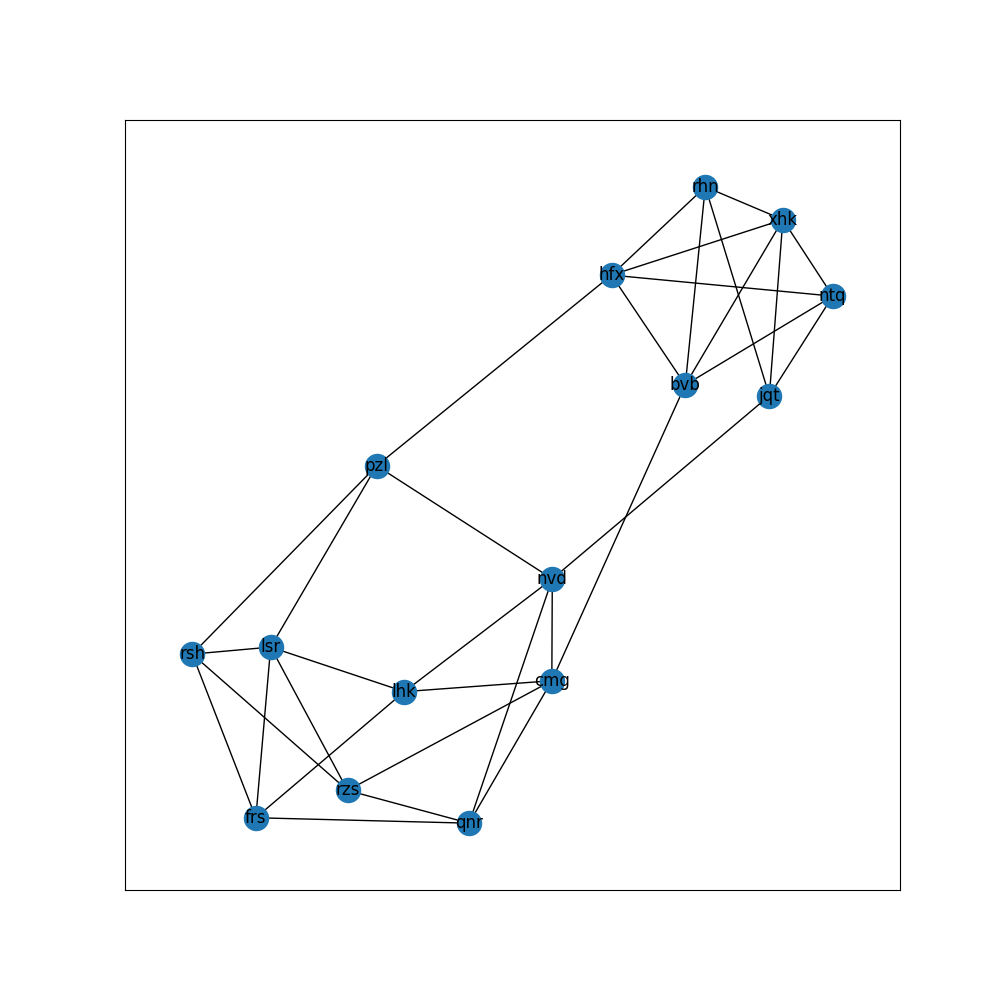 rhn
xhk
hfx
ntq
bvb
jqt
pzl
nvd
lsr
rsh
cmg
lhk
rzs
frs
qnr